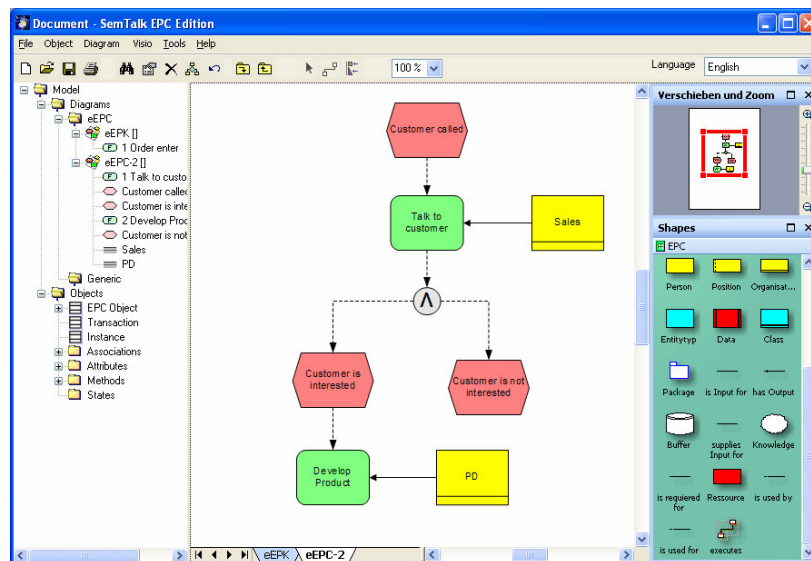 Document - SemTalk EPC Edition
File Object Diagram Visio Tools Help
100 %
Language English
Model
Diagrams
eEPC
eEPK []
1 Order enter
eEPC-2 []
1 Talk to custo
Customer called
Customer is inte
2 Develop Proc
Customer is not
Sales
PD
Generic
Objects
EPC Object
Transaction
Instance
Associations
Attributes
Methods
States
Customer called
Talk to
customer
Sales
Λ
Customer is
interested
Customer is not
interested
Develop
Product
PD
eEPK eEPC-2
Verschieben und Zoom
Shapes
EPC
Person Position Organisat...
Entitytyp Data Class
Package is Input for has Output
Buffer supplies Input for Knowledge
is requiered for Ressource is used by
is used for executes